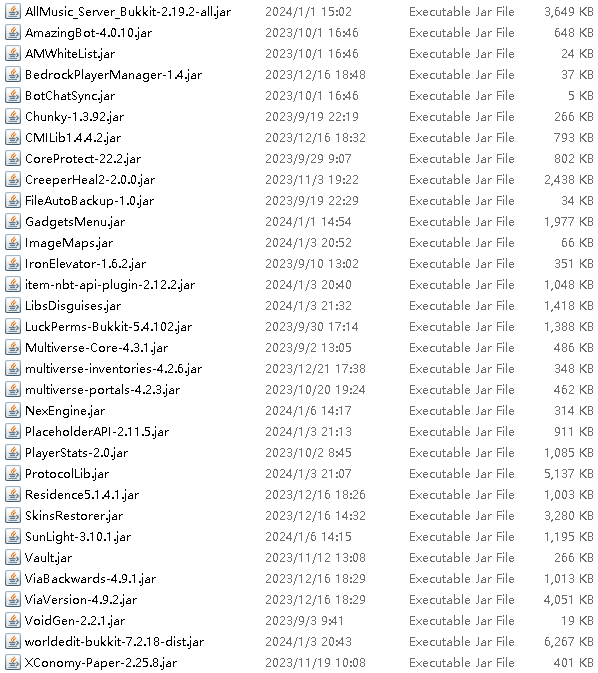 AllMusic_Server_Bukkit-2.19.2-all.jar 2024/1/1 15:02 Executable Jar File 3,649 KB
AmazingBot-4.0.10.jar 2023/10/1 16:46 Executable Jar File 648 KB
AMWhiteList.jar 2023/10/1 16:46 Executable Jar File 24 KB
BedrockPlayerManager-1.4.jar 2023/12/16 18:48 Executable Jar File 37 KB
BotChatSync.jar 2023/10/1 16:46 Executable Jar File 5 KB
Chunky-1.3.92.jar 2023/9/19 22:19 Executable Jar File 266 KB
CMILib1.4.4.2.jar 2023/12/16 18:32 Executable Jar File 793 KB
CoreProtect-22.2.jar 2023/9/29 9:07 Executable Jar File 802 KB
CreeperHeal2-2.0.0.jar 2023/11/3 19:22 Executable Jar File 2,438 KB
FileAutoBackup-1.0.jar 2023/9/19 22:29 Executable Jar File 34 KB
GadgetsMenu.jar 2024/1/1 14:54 Executable Jar File 1,977 KB
ImageMaps.jar 2024/1/3 20:52 Executable Jar File 66 KB
IronElevator-1.6.2.jar 2023/9/10 13:02 Executable Jar File 351 KB
item-nbt-api-plugin-2.12.2.jar 2024/1/3 20:40 Executable Jar File 1,048 KB
LibsDisguises.jar 2024/1/3 21:32 Executable Jar File 1,418 KB
LuckPerms-Bukkit-5.4.102.jar 2023/9/30 17:14 Executable Jar File 1,388 KB
Multiverse-Core-4.3.1.jar 2023/9/2 13:05 Executable Jar File 486 KB
multiverse-inventories-4.2.6.jar 2023/12/21 17:38 Executable Jar File 348 KB
multiverse-portals-4.2.3.jar 2023/10/20 19:24 Executable Jar File 462 KB
NexEngine.jar 2024/1/6 14:17 Executable Jar File 314 KB
PlaceholderAPI-2.11.5.jar 2024/1/3 21:13 Executable Jar File 911 KB
PlayerStats-2.0.jar 2023/10/2 8:45 Executable Jar File 1,085 KB
ProtocolLib.jar 2024/1/3 21:07 Executable Jar File 5,137 KB
Residence5.1.4.1.jar 2023/12/16 18:26 Executable Jar File 1,003 KB
SkinsRestorer.jar 2023/12/16 14:32 Executable Jar File 3,280 KB
SunLight-3.10.1.jar 2024/1/6 14:15 Executable Jar File 1,195 KB
Vault.jar 2023/11/12 13:08 Executable Jar File 266 KB
ViaBackwards-4.9.1.jar 2023/12/16 18:29 Executable Jar File 1,013 KB
ViaVersion-4.9.2.jar 2023/12/16 18:29 Executable Jar File 4,051 KB
VoidGen-2.2.1.jar 2023/9/3 9:41 Executable Jar File 19 KB
worldedit-bukkit-7.2.18-dist.jar 2024/1/3 20:43 Executable Jar File 6,267 KB
XConomy-Paper-2.25.8.jar 2023/11/19 10:08 Executable Jar File 401 KB